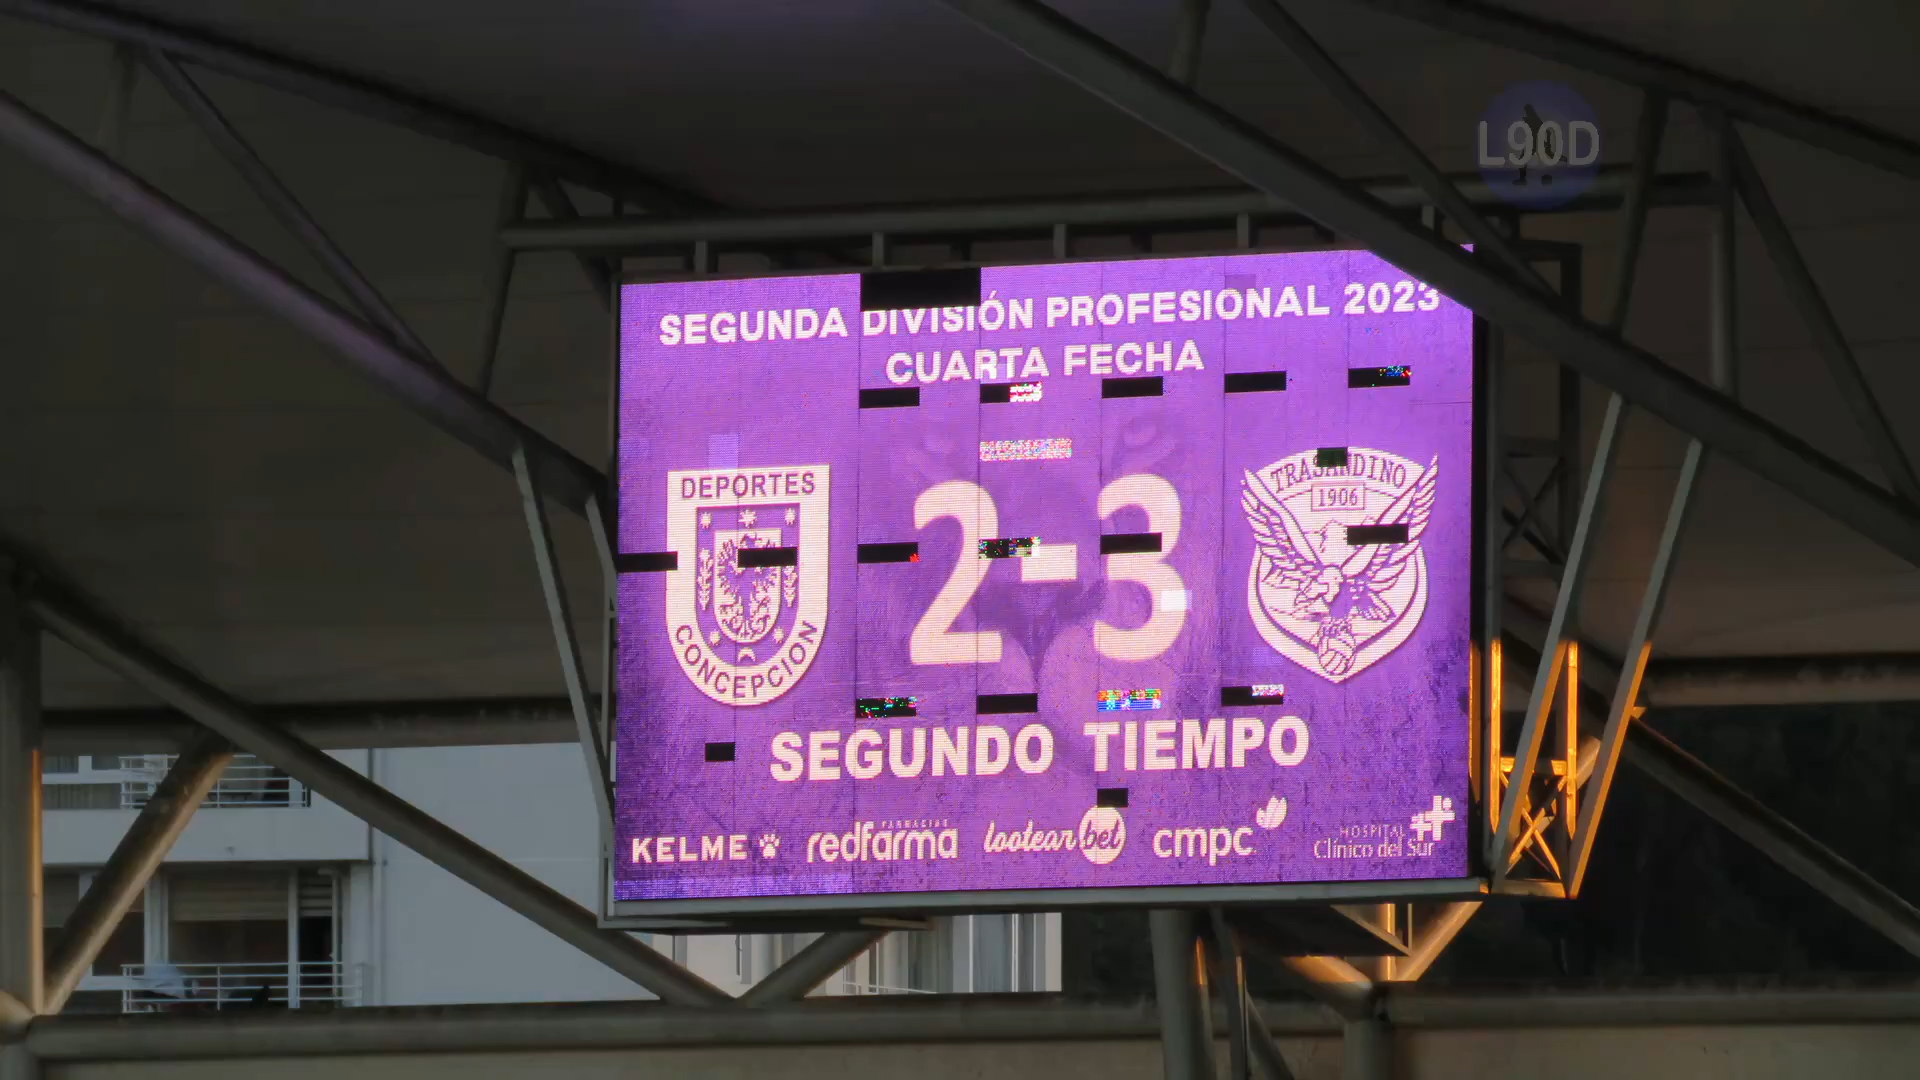 L90D
SEGUNDA DIVISIÓN PROFESIONAL 2023
CUARTA FECHA
DEPORTES
CONCEPCION
2-3
TRASANDINO
1906
SEGUNDO TIEMPO
KELME
FARMACIAS
redfarma
lootearbet
cmpc
HOSPITAL
Clínico del Sur